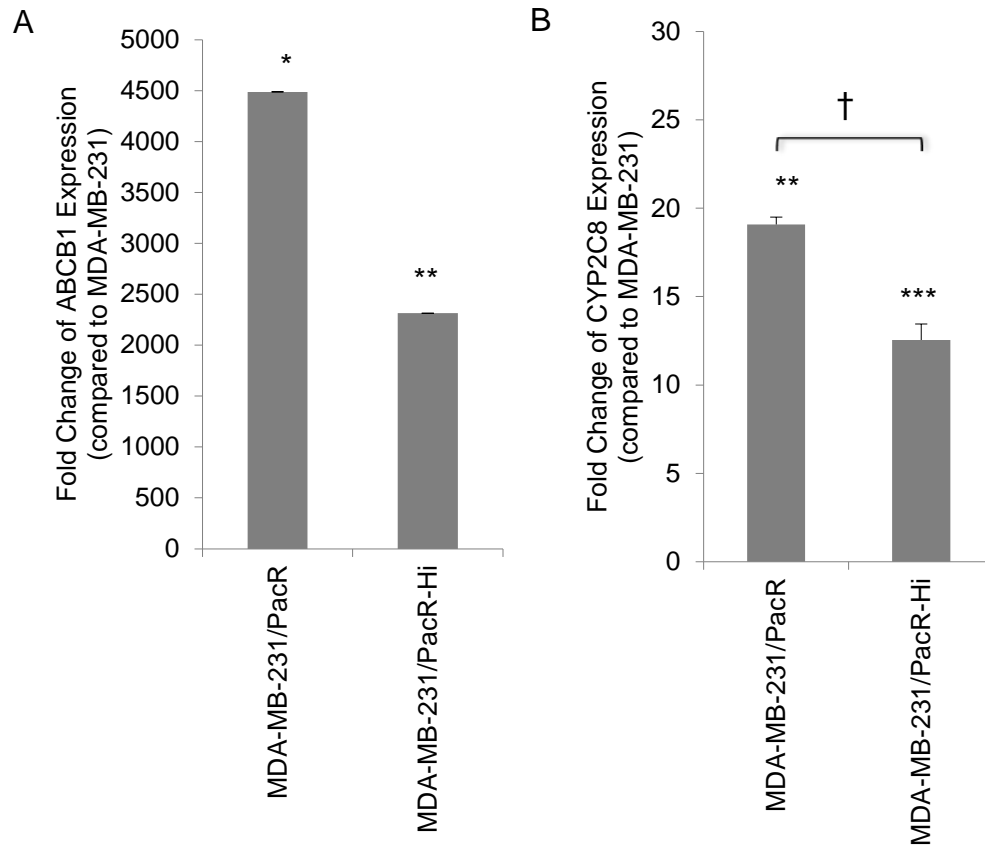 A
Fold Change of ABCB1 Expression
(compared to MDA-MB-231)
5000
4500
4000
3500
3000
2500
2000
1500
1000
500
0
*
**
MDA-MB-231/PacR
MDA-MB-231/PacR-Hi
B
Fold Change of CYP2C8 Expression
(compared to MDA-MB-231)
30
25
20
15
10
5
0
†
**
***
MDA-MB-231/PacR
MDA-MB-231/PacR-Hi